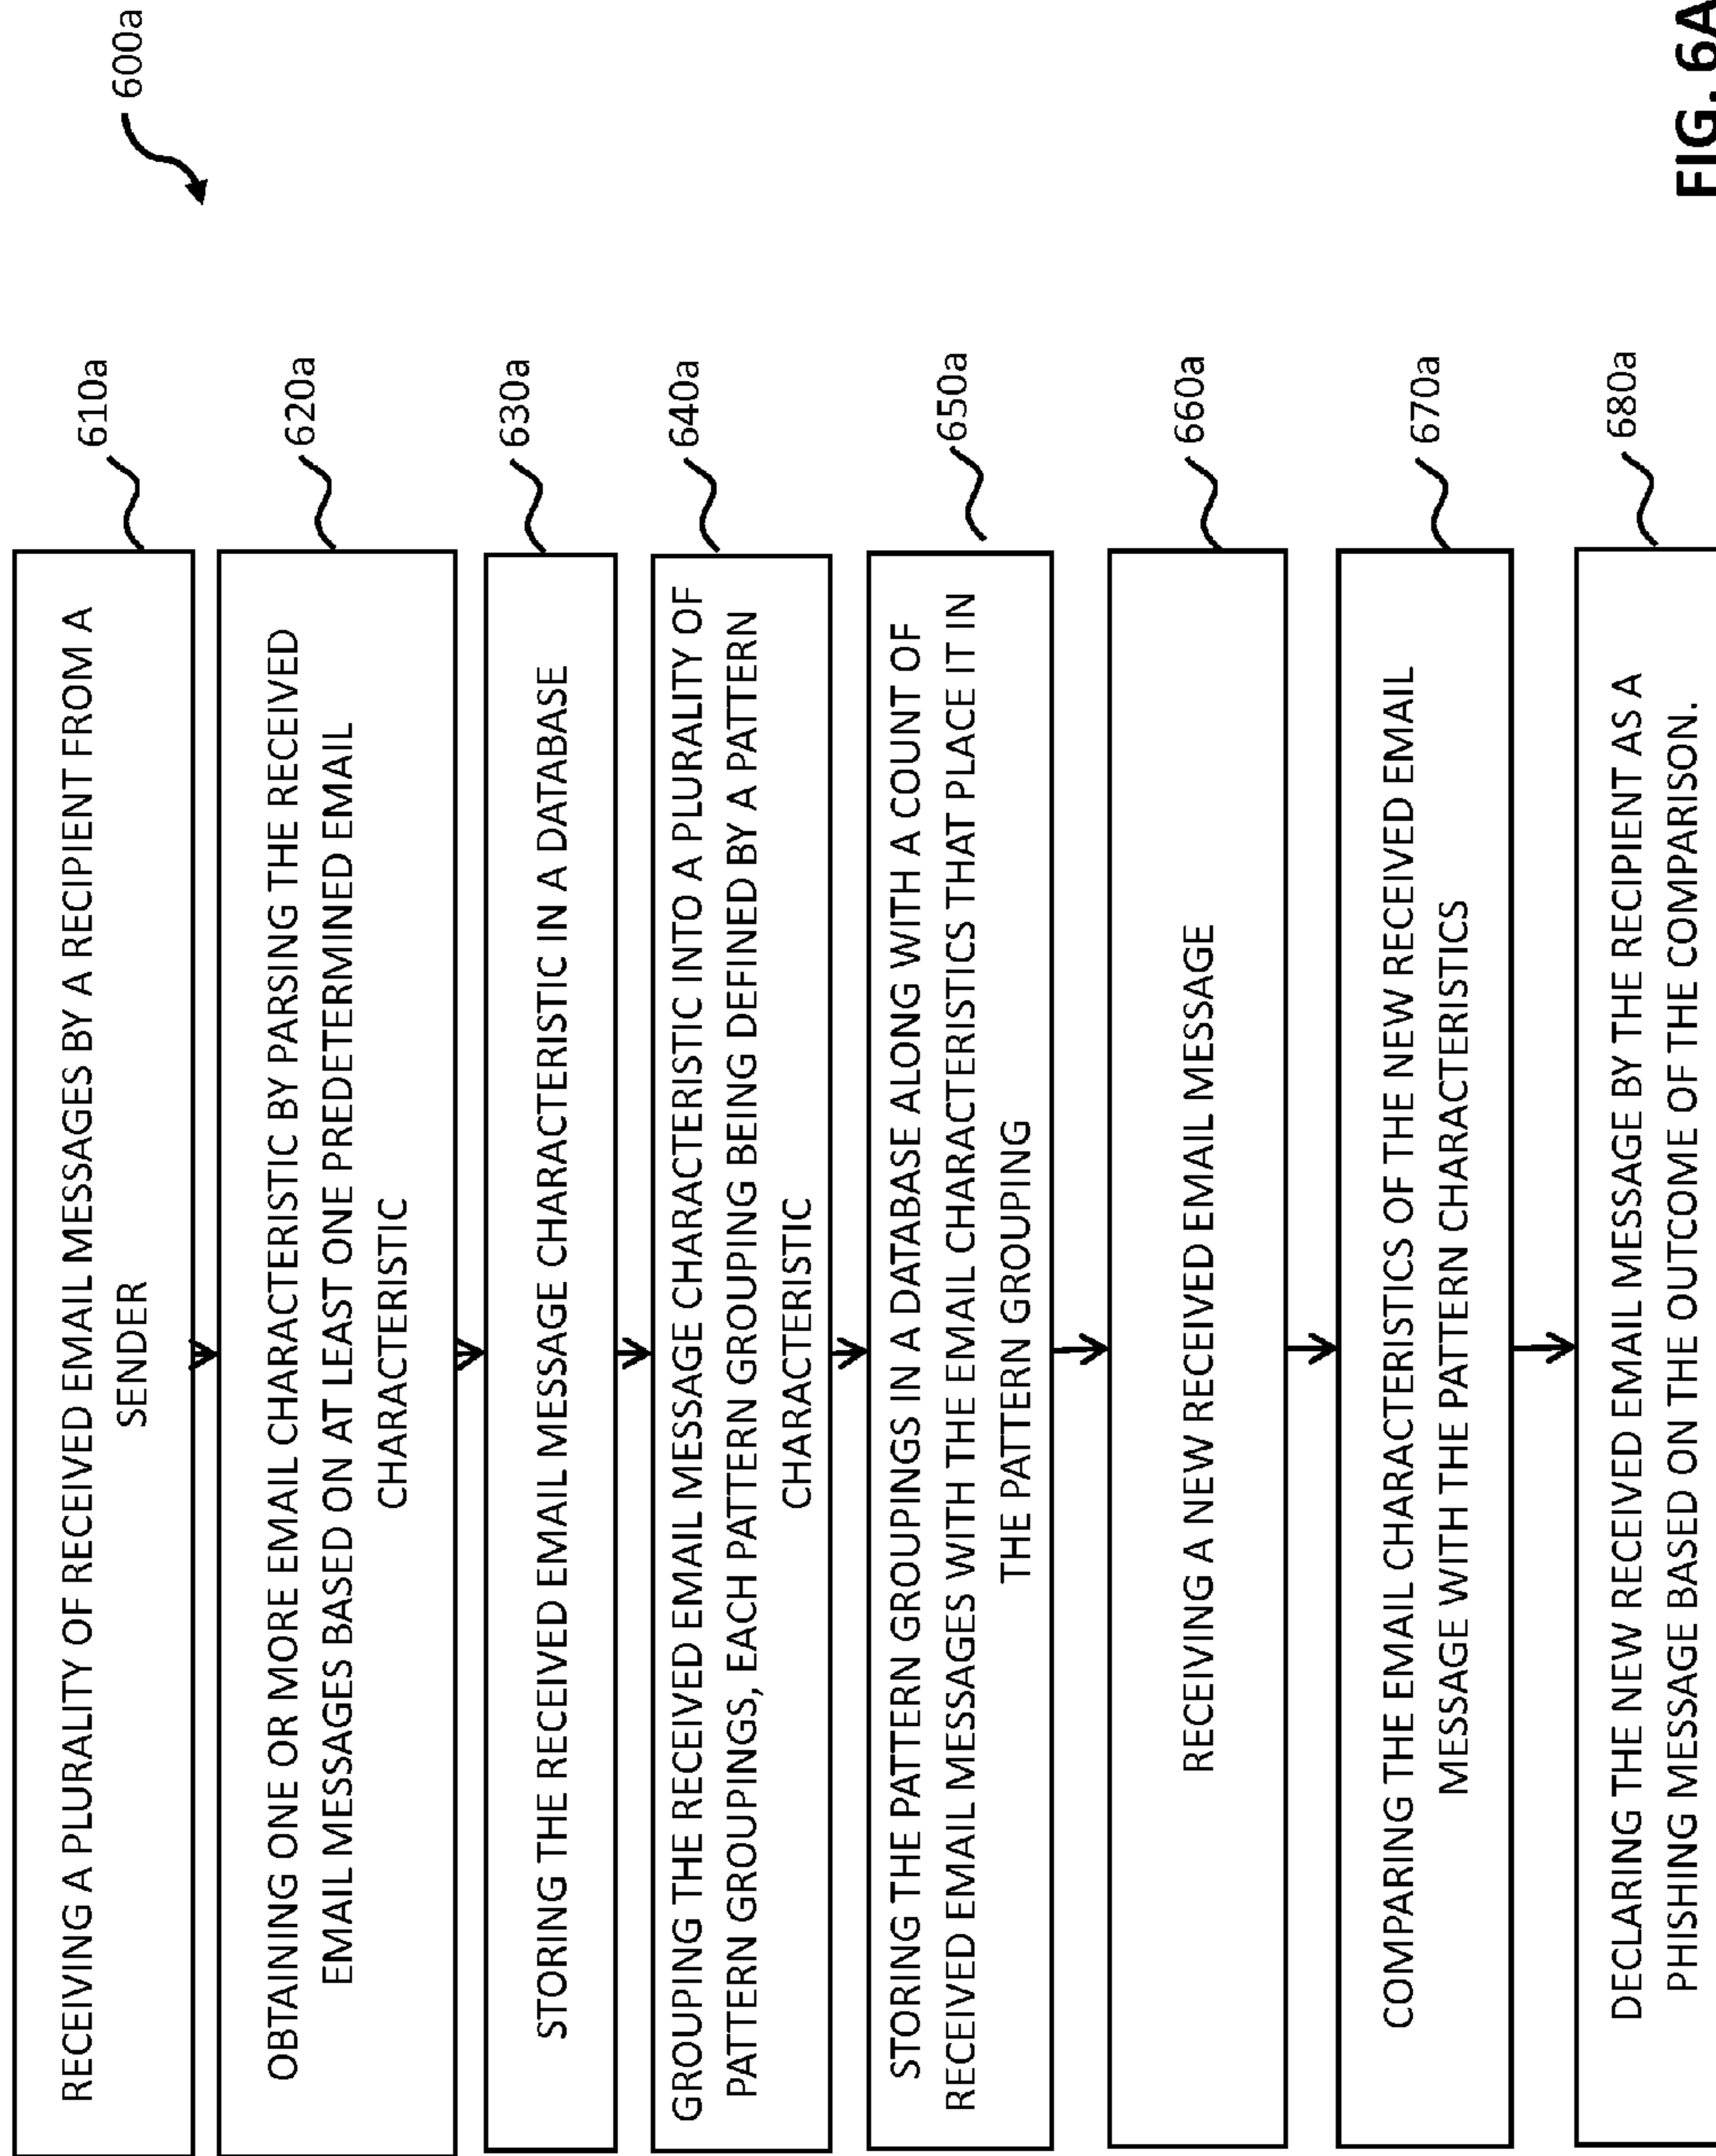 600a
RECEIVING A PLURALITY OF RECEIVED EMAIL MESSAGES BY A RECIPIENT FROM A
SENDER
610a
OBTAINING ONE OR MORE EMAIL CHARACTERISTIC BY PARSING THE RECEIVED
EMAIL MESSAGES BASED ON AT LEAST ONE PREDETERMINED EMAIL
CHARACTERISTIC
620a
STORING THE RECEIVED EMAIL MESSAGE CHARACTERISTIC IN A DATABASE
630a
GROUPING THE RECEIVED EMAIL MESSAGE CHARACTERISTIC INTO A PLURALITY OF
PATTERN GROUPINGS, EACH PATTERN GROUPING BEING DEFINED BY A PATTERN
CHARACTERISTIC
640a
STORING THE PATTERN GROUPINGS IN A DATABASE ALONG WITH A COUNT OF
RECEIVED EMAIL MESSAGES WITH THE EMAIL CHARACTERISTICS THAT PLACE IT IN
THE PATTERN GROUPING
650a
RECEIVING A NEW RECEIVED EMAIL MESSAGE
660a
COMPARING THE EMAIL CHARACTERISTICS OF THE NEW RECEIVED EMAIL
MESSAGE WITH THE PATTERN CHARACTERISTICS
670a
DECLARING THE NEW RECEIVED EMAIL MESSAGE BY THE RECIPIENT AS A
PHISHING MESSAGE BASED ON THE OUTCOME OF THE COMPARISON.
680a
FIG. 6A